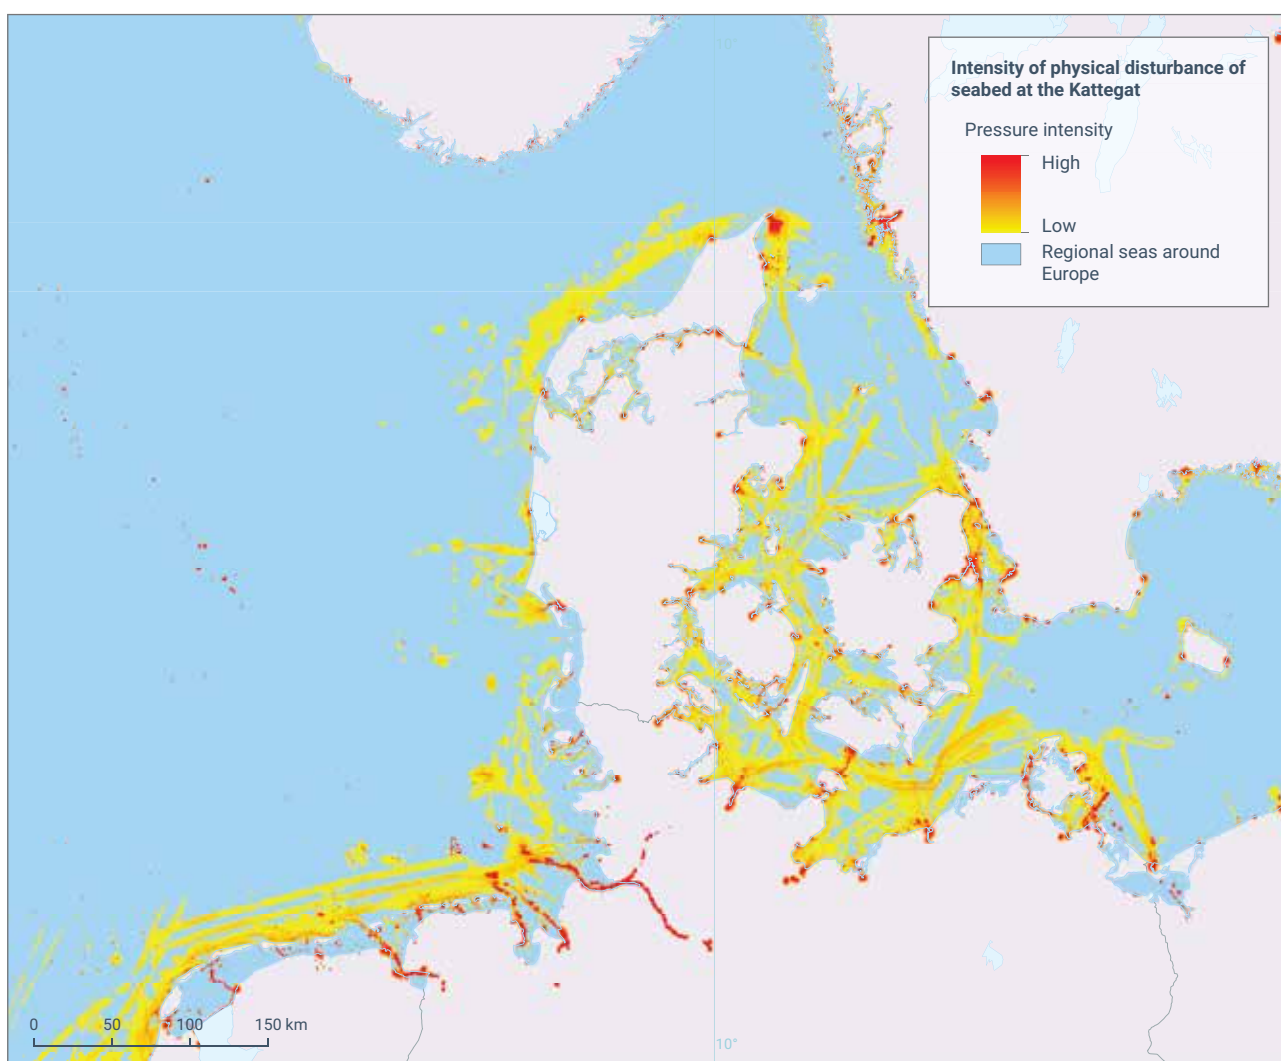 10°
Intensity of physical disturbance of
seabed at the Kattegat
Pressure intensity
High
Low
Regional seas around
Europe
0 50 100 150 km
10°